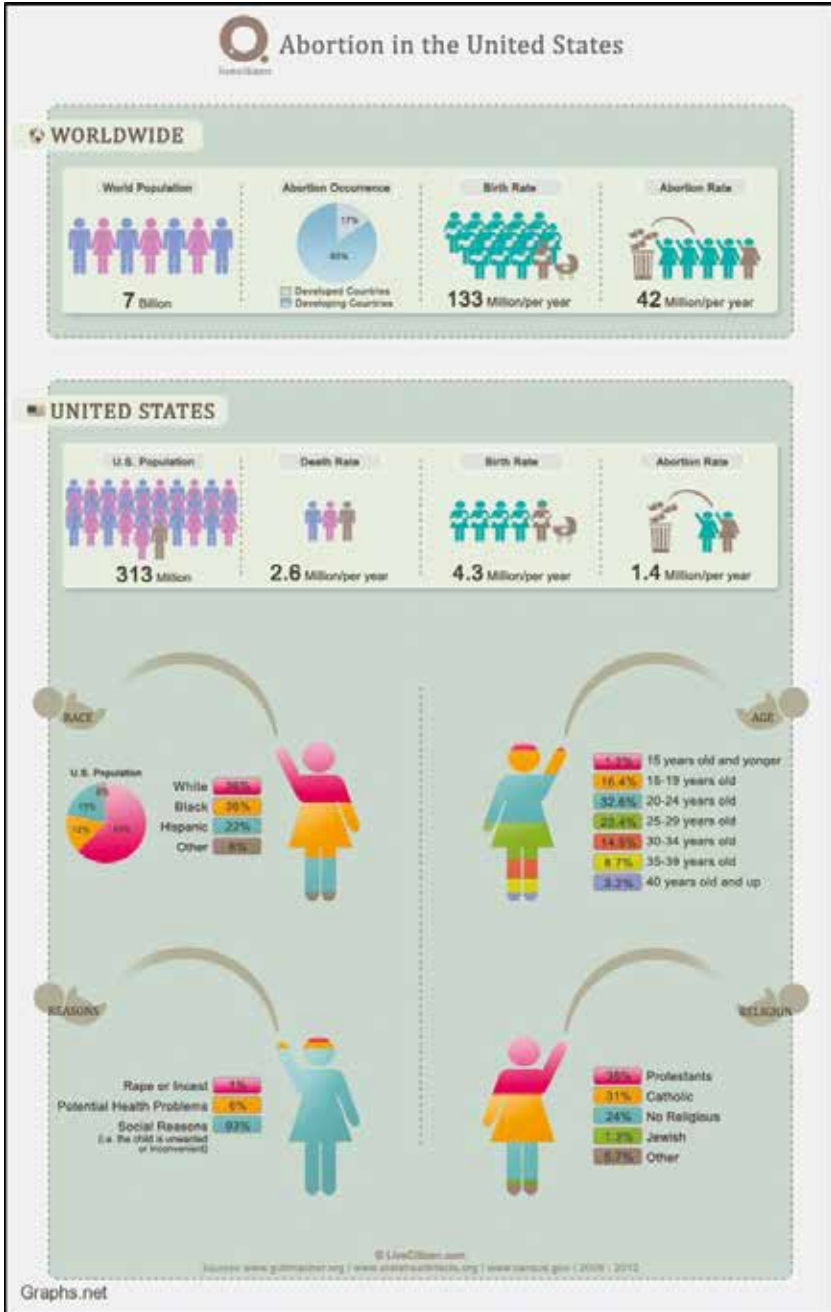 Abortion in the United States
WORLDWIDE
World Population
7 Billion
Abortion Occurrence
17%
Developed Countries
Developing Countries
Birth Rate
133 Million/per year
Abortion Rate
42 Million/per year
UNITED STATES
U.S. Population
313 Million
Death Rate
2.6 Million/per year
Birth Rate
4.3 Million/per year
Abortion Rate
1.4 Million/per year
RACE
U.S. Population
12%
White
Black
Hispanic 22%
Other
AGE
15 years old and yonger
16.4% 15-19 years old
32.6% 20-24 years old
25-29 years old
30-34 years old
35-39 years old
40 years old and up
REASONS
Rape or Incest 1%
Potential Health Problems 6%
Social Reasons 93%
(i.e. the child is unwanted
or inconvenient)
RELIGION
Protestants
31% Catholic
24% No Religious
1.3% Jewish
5.7% Other
© LiveCitizen.com
Graphs.net